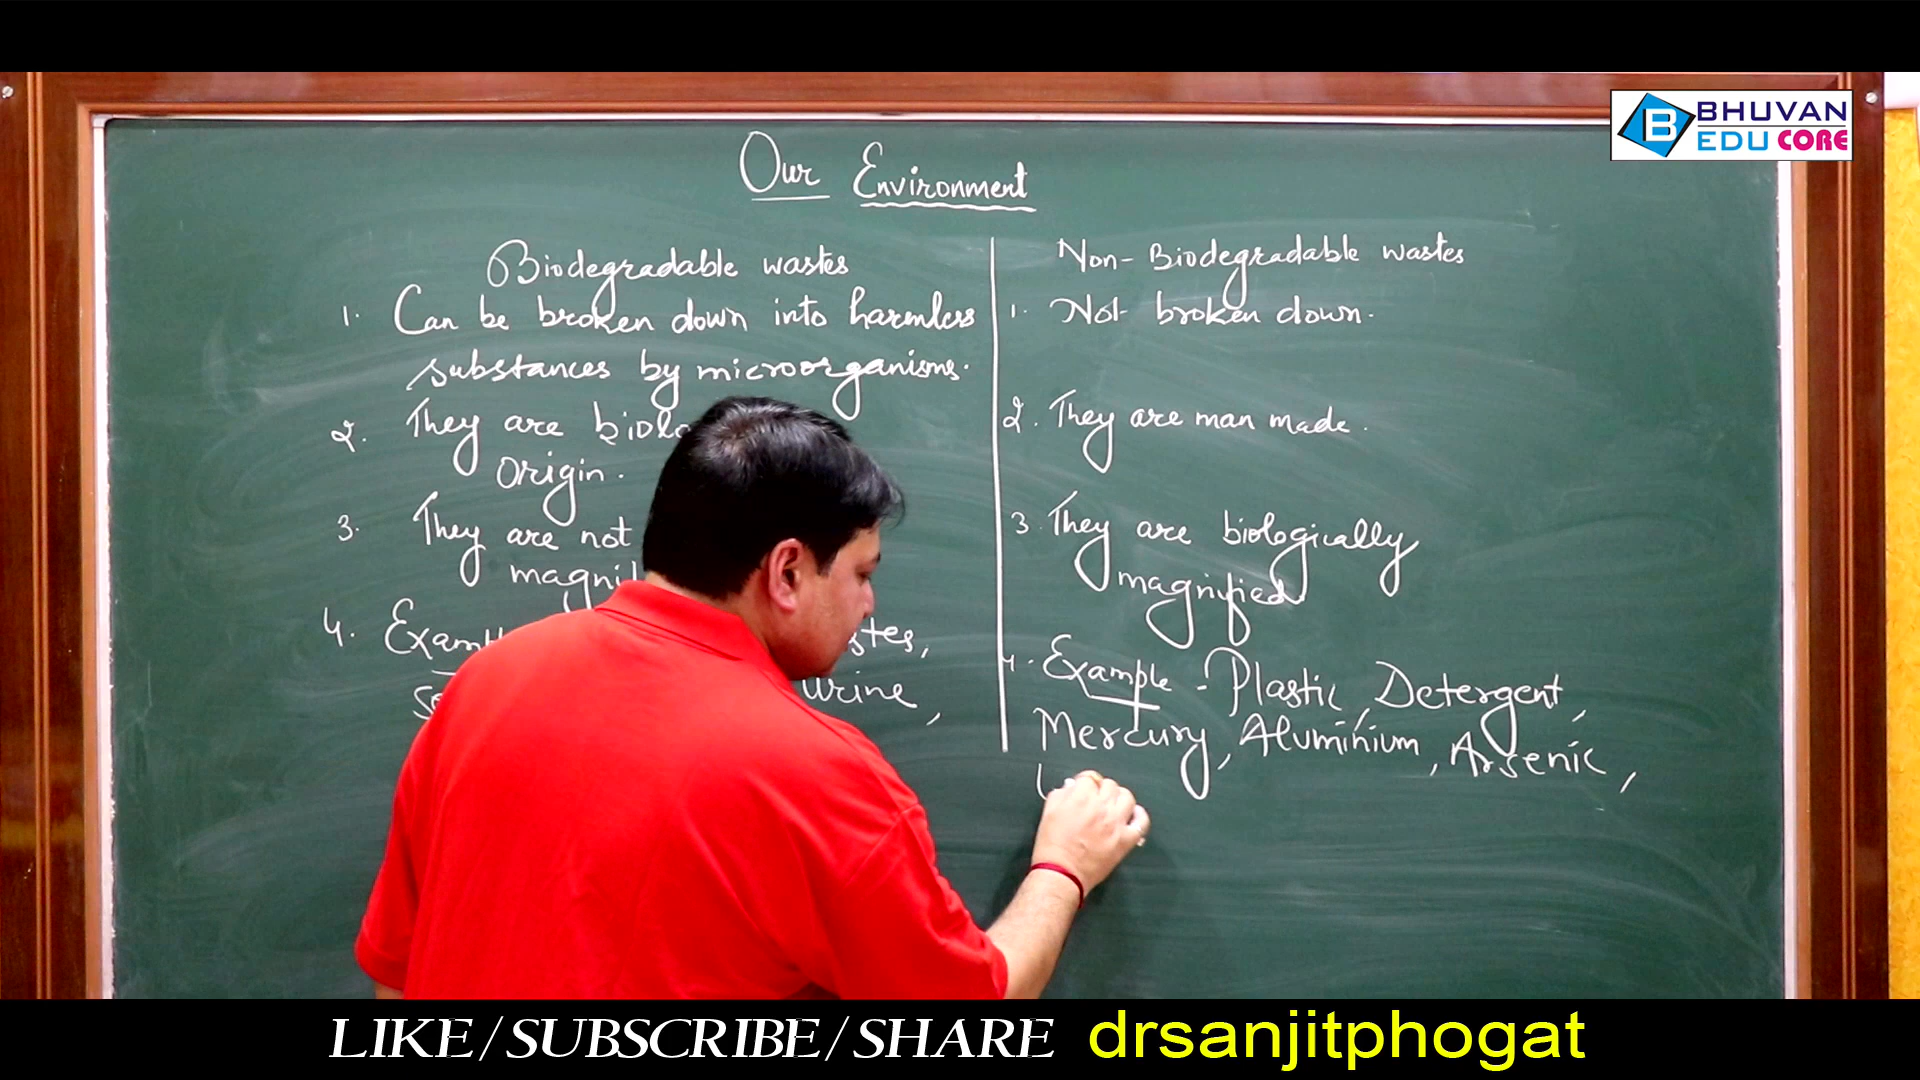 BHUVAN
EDU CORE
Our Environment
Biodegradable wastes
1. Can be broken down into harmless
substances by microorganisms.
2. They are
origin.
3. They are not
4.
urine,
Non-Biodegradable wastes
1. Not broken down.
2. They are man made.
3. They are biologically
magnified.
Example - Plastic, Detergent,
Mercury, Aluminium, Arsenic,
LIKE/SUBSCRIBE/SHARE drsanjitphogat